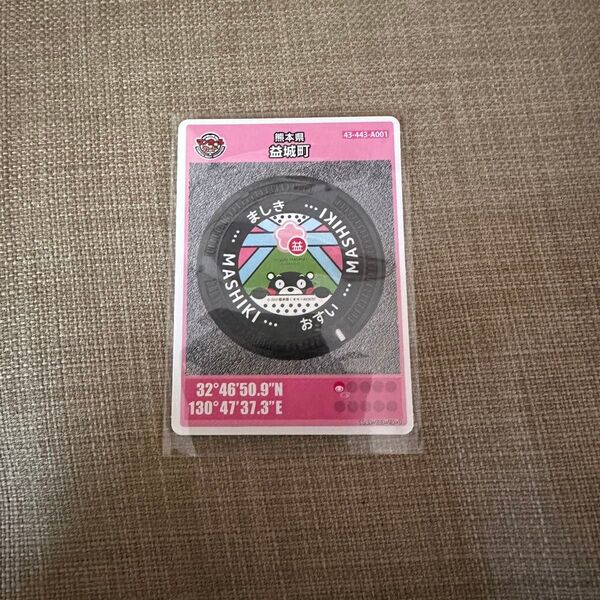 熊本県
益城町
43-443-A001
ましき
MASHIKI
MASHIKI
益
おすい
32°46'50.9"N
130°47'37.3"E